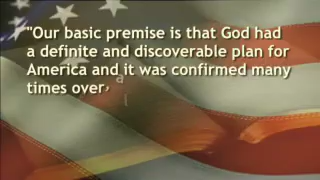 "Our basic premise is that God had
a definite and discoverable plan for
America and it was confirmed many
times over